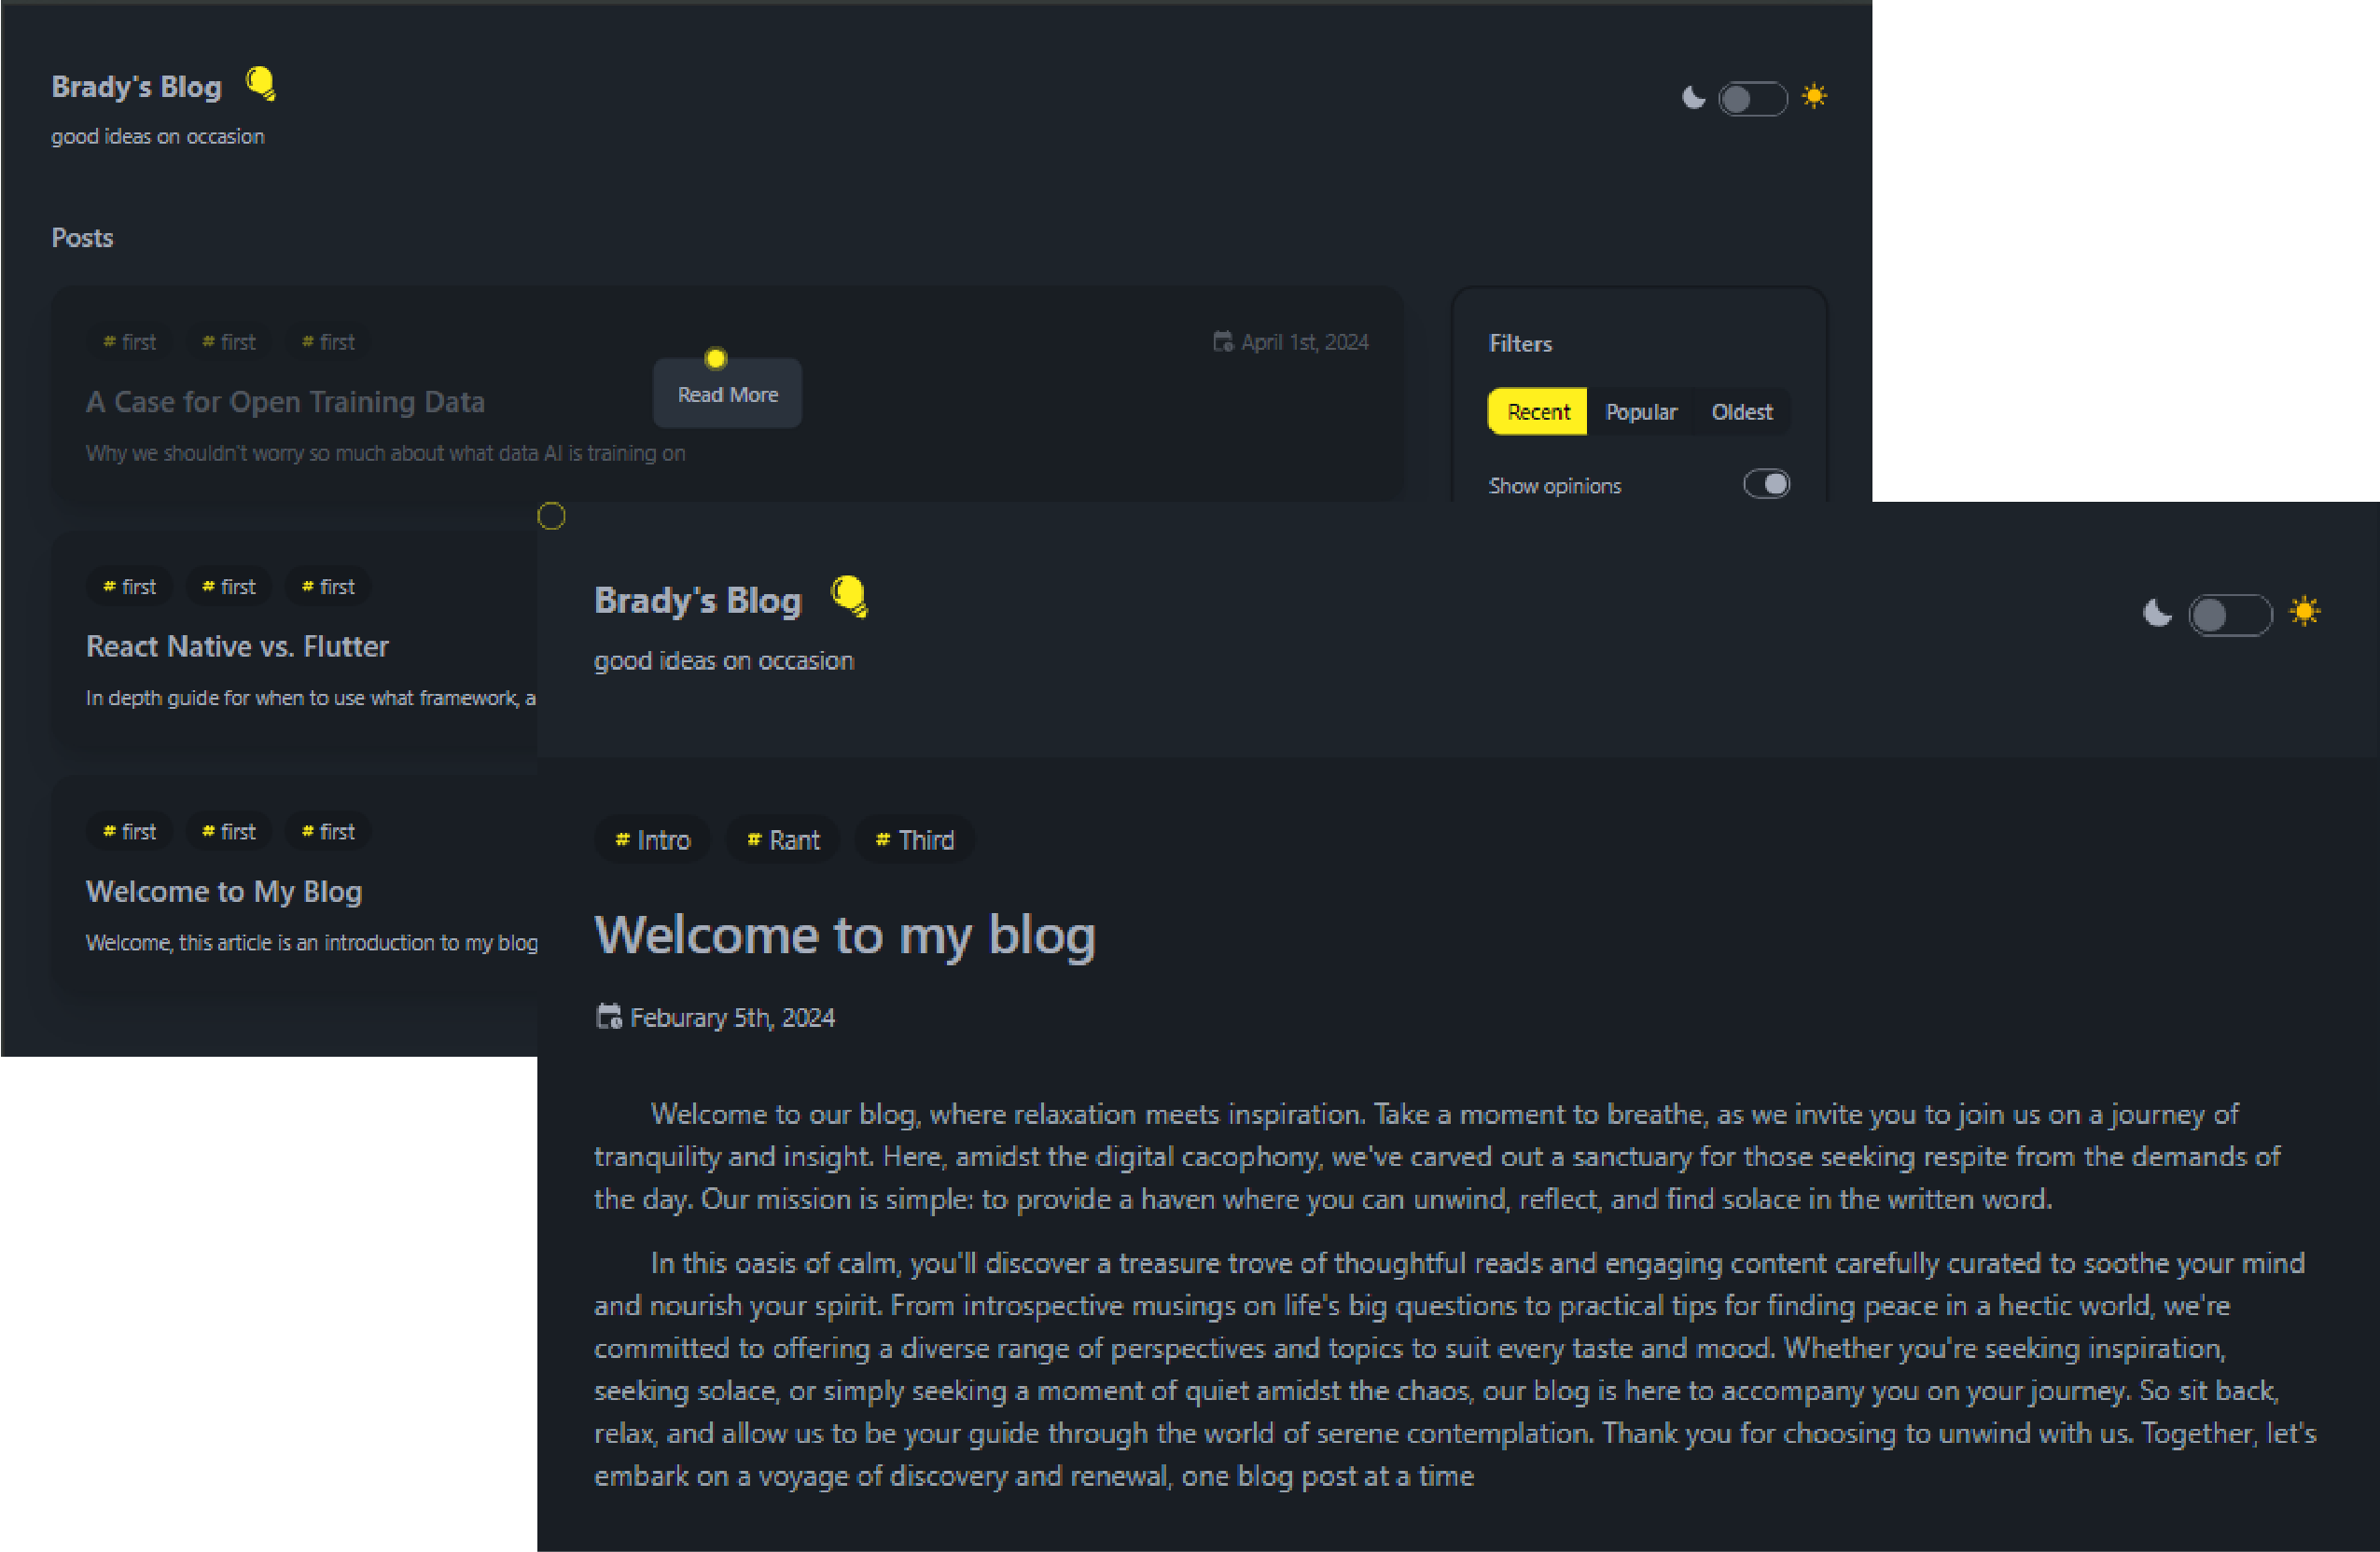 Brady's Blog
good ideas on occasion
Posts
# first # first # first
April 1st, 2024
A Case for Open Training Data
Read More
Why we shouldn't worry so much about what data AI is training on
Filters
Recent Popular Oldest
Show opinions
# first # first # first
React Native vs. Flutter
In depth guide for when to use what framework, a
# first # first # first
Welcome to My Blog
Welcome, this article is an introduction to my blog
Brady's Blog
good ideas on occasion
# Intro # Rant # Third
Welcome to my blog
Feburary 5th, 2024
Welcome to our blog, where relaxation meets inspiration. Take a moment to breathe, as we invite you to join us on a journey of
tranquility and insight. Here, amidst the digital cacophony, we've carved out a sanctuary for those seeking respite from the demands of
the day. Our mission is simple: to provide a haven where you can unwind, reflect, and find solace in the written word.
In this oasis of calm, you'll discover a treasure trove of thoughtful reads and engaging content carefully curated to soothe your mind
and nourish your spirit. From introspective musings on life's big questions to practical tips for finding peace in a hectic world, we're
committed to offering a diverse range of perspectives and topics to suit every taste and mood. Whether you're seeking inspiration,
seeking solace, or simply seeking a moment of quiet amidst the chaos, our blog is here to accompany you on your journey. So sit back,
relax, and allow us to be your guide through the world of serene contemplation. Thank you for choosing to unwind with us. Together, let's
embark on a voyage of discovery and renewal, one blog post at a time